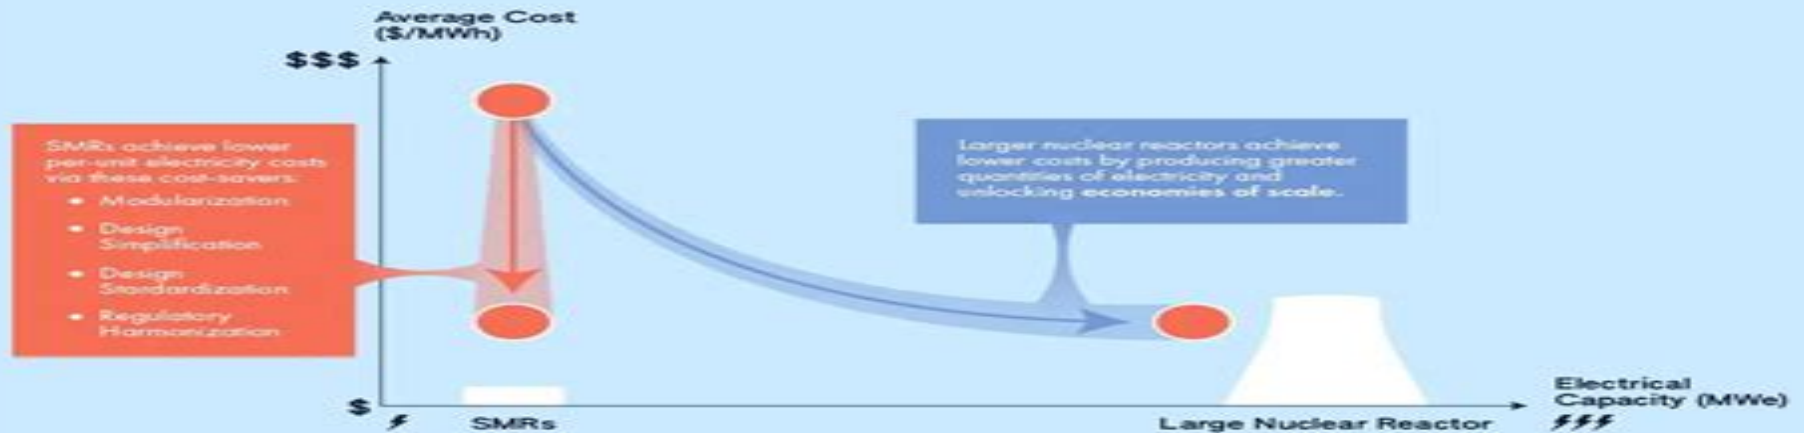 Average Cost
($/MWh)
$$$
SMRs achieve lower
per-unit electricity costs
via these cost-savers:
• Modularization
• Design
Simplification
• Design
Standardization
• Regulatory
Harmonization
Larger nuclear reactors achieve
lower costs by producing greater
quantities of electricity and
unlocking economies of scale.
$
SMRs
Large Nuclear Reactor
Electrical
Capacity (MWe)